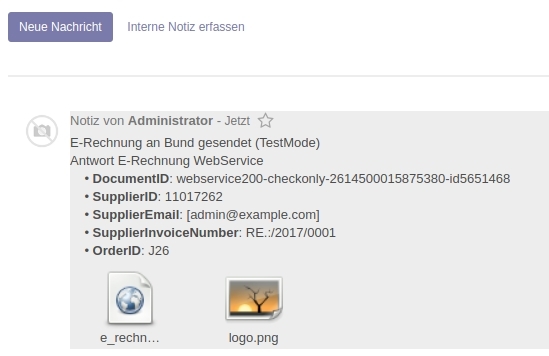 Neue Nachricht Interne Notiz erfassen
Notiz von Administrator - Jetzt
E-Rechnung an Bund gesendet (TestMode)
Antwort E-Rechnung WebService
• DocumentID: webservice200-checkonly-2614500015875380-id5651468
• SupplierID: 11017262
• SupplierEmail: [admin@example.com]
• SupplierInvoiceNumber: RE.:/2017/0001
• OrderID: J26
e_rechn... logo.png